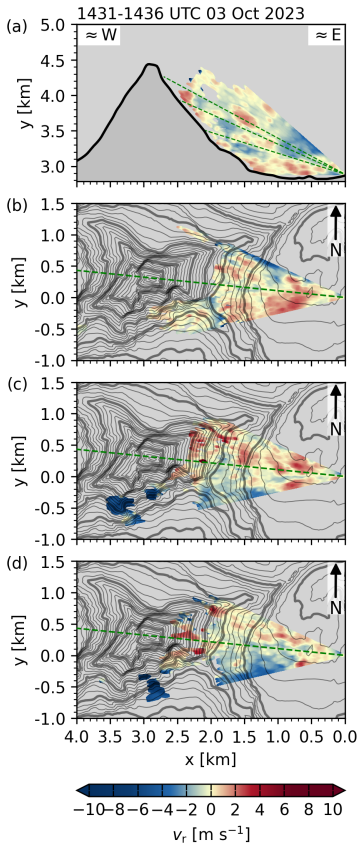 1431-1436 UTC 03 Oct 2023
(a)
≈ W
≈ E
5.0
4.5
4.0
3.5
3.0
y [km]
(b)
N
1.5
1.0
0.5
0.0
-0.5
-1.0
y [km]
(c)
N
1.5
1.0
0.5
0.0
-0.5
-1.0
y [km]
(d)
N
1.5
1.0
0.5
0.0
-0.5
-1.0
y [km]
4.0 3.5 3.0 2.5 2.0 1.5 1.0 0.5 0.0
x [km]
−10−8 −6 −4 −2 0 2 4 6 8 10
vr [m s−1]